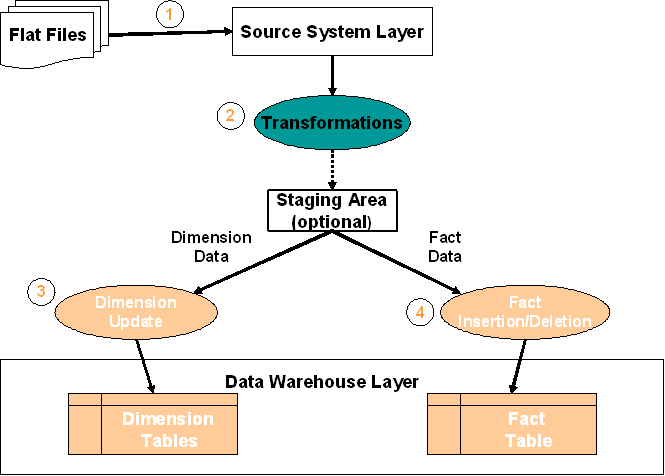 1
Flat Files
Source System Layer
2
Transformations
Staging Area
(optional)
Dimension
Data
Fact
Data
3
Dimension
Update
4
Fact
Insertion/Deletion
Data Warehouse Layer
Dimension
Tables
Fact
Table